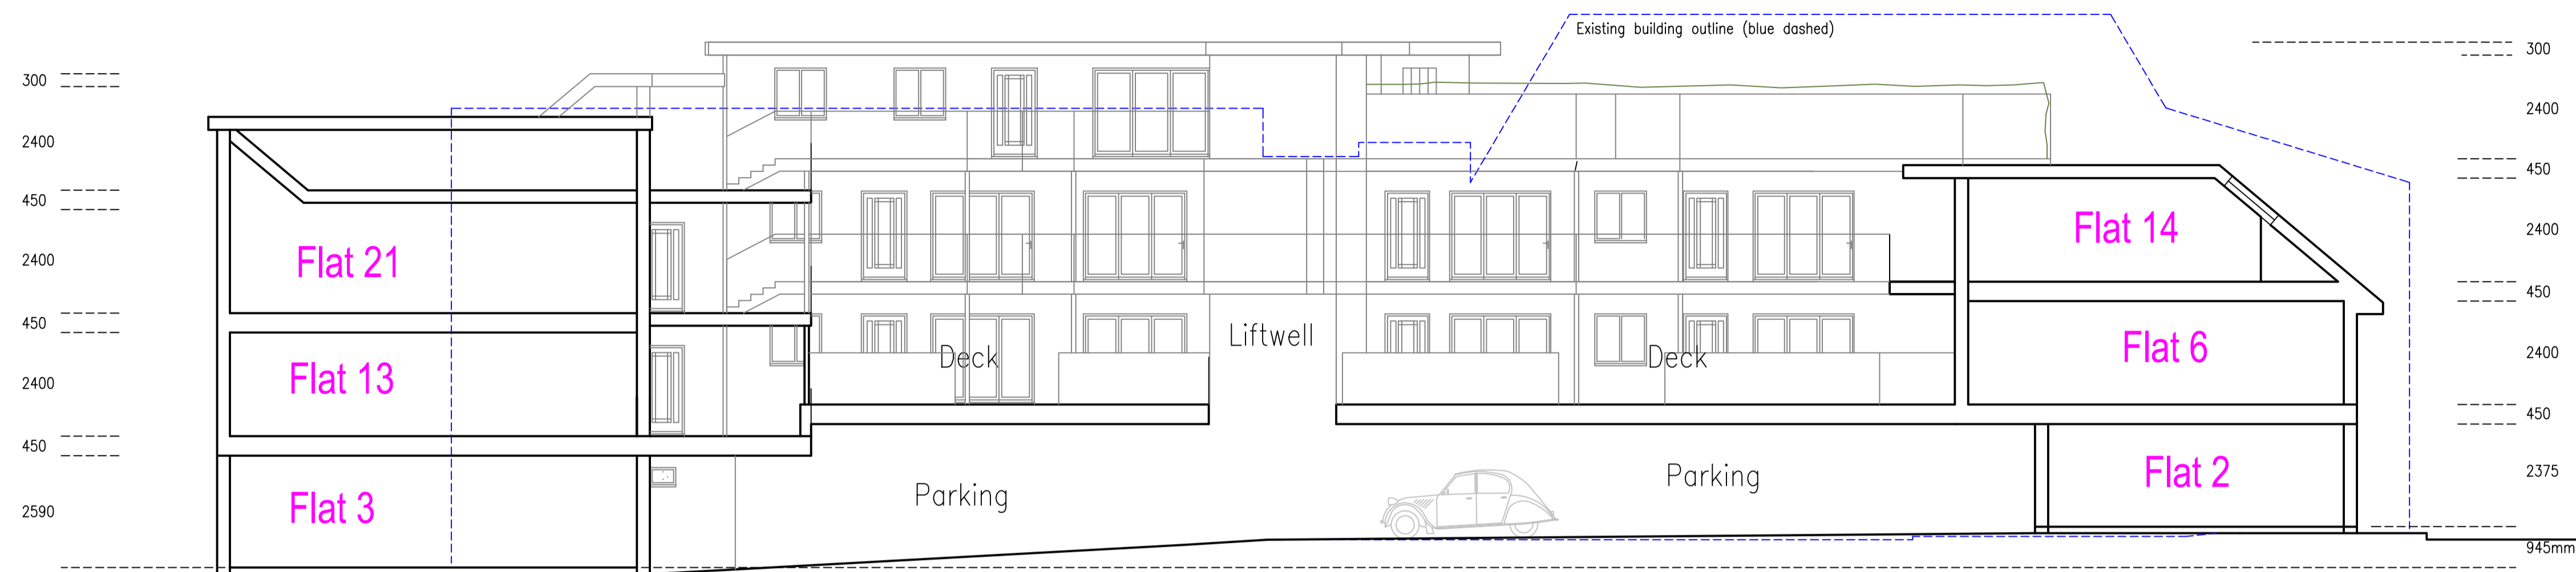 Existing building outline (blue dashed)
300
2400
450
2400
450
2400
450
2590
Flat 21
Flat 13
Flat 3
Deck
Liftwell
Deck
Parking
Parking
Flat 14
Flat 6
Flat 2
300
2400
450
2400
450
2400
450
2375
945mm